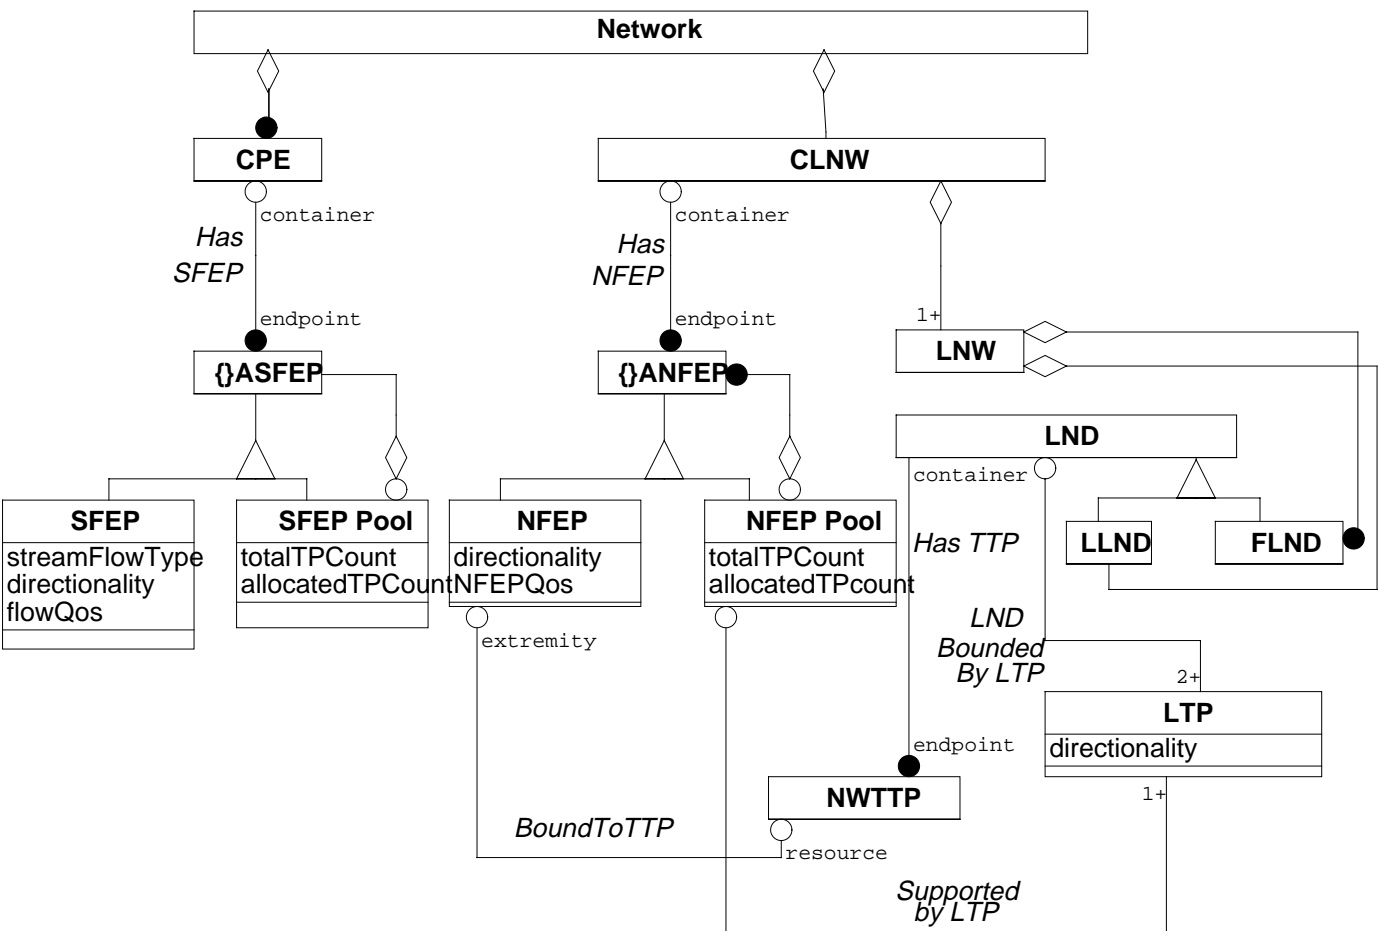 Network
CPE
CLNW
container
container
Has
SFEP
Has
NFEP
endpoint
endpoint
1+
LNW
{}ASFEP
{}ANFEP
LND
container
SFEP
SFEP Pool
NFEP
NFEP Pool
LLND
FLND
streamFlowType
directionality
flowQos
totalTPCount
allocatedTPCount
directionality
NFEPQos
totalTPCount
allocatedTPcount
Has TTP
extremity
LND
Bounded
By LTP
2+
LTP
directionality
endpoint
NWTTP
1+
BoundToTTP
resource
Supported
by LTP